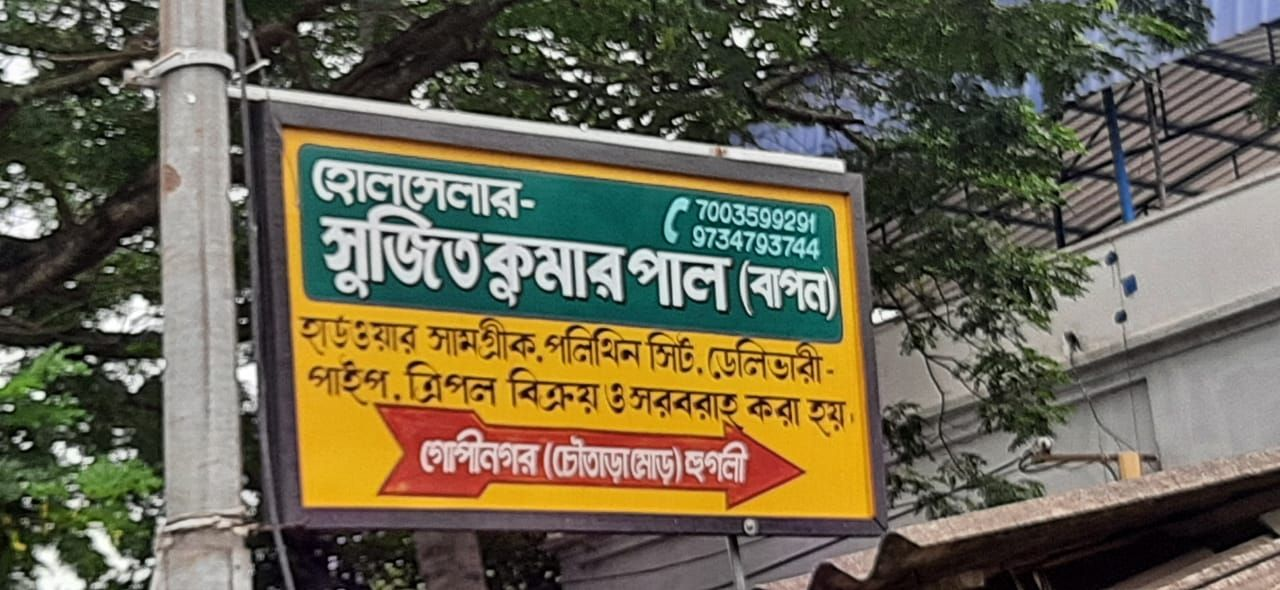 হোলসেলার-
7003599291
9734793744
সুজিত কুমার পাল (বাপন)
হার্ডওয়ার সামগ্রীক, পলিথিন সিট, ডেলিভারী-
পাইপ, ত্রিপল বিক্রয় ও সরবরাহ করা হয়।
গোপীনগর (চৌতাড়া মোড়) হুগলী